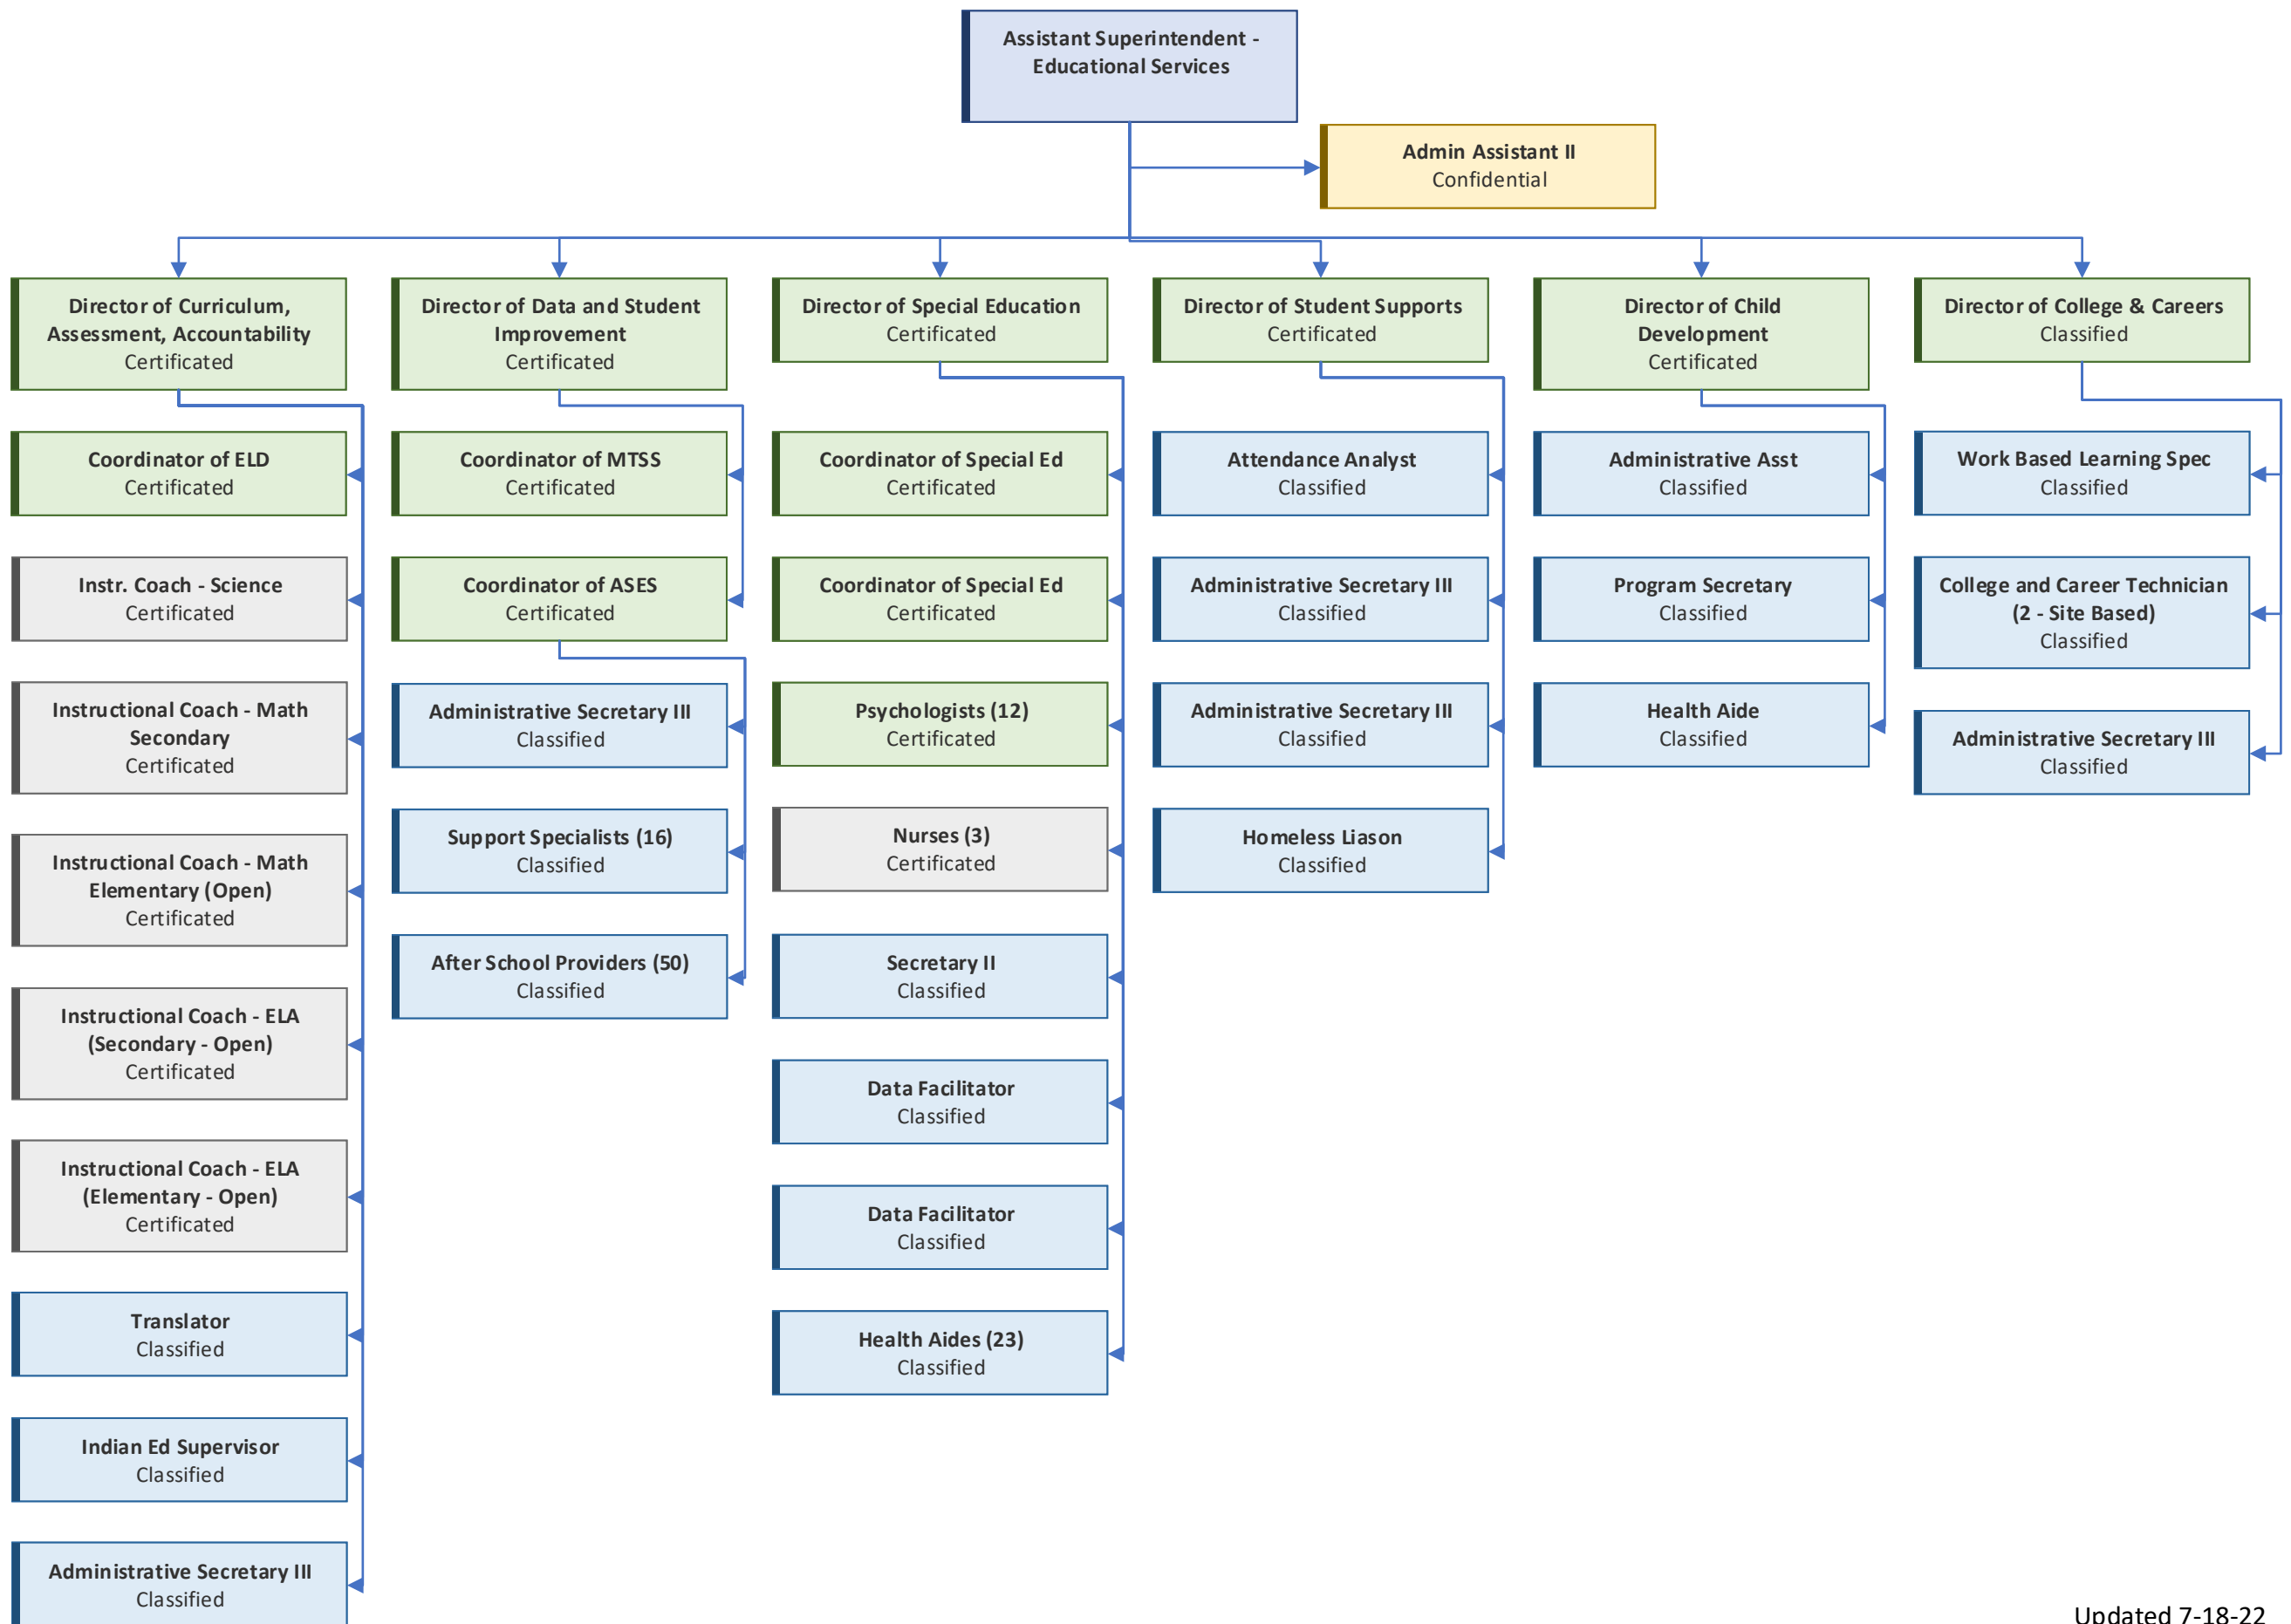 Assistant Superintendent -
Educational Services
Admin Assistant II
Confidential
Director of Curriculum,
Assessment, Accountability
Certificated
Director of Data and Student
Improvement
Certificated
Director of Special Education
Certificated
Director of Student Supports
Certificated
Director of Child
Development
Certificated
Director of College & Careers
Classified
Coordinator of ELD
Certificated
Instr. Coach - Science
Certificated
Instructional Coach - Math
Secondary
Certificated
Instructional Coach - Math
Elementary (Open)
Certificated
Instructional Coach - ELA
(Secondary - Open)
Certificated
Instructional Coach - ELA
(Elementary - Open)
Certificated
Translator
Classified
Indian Ed Supervisor
Classified
Administrative Secretary III
Classified
Coordinator of MTSS
Certificated
Coordinator of ASES
Certificated
Administrative Secretary III
Classified
Support Specialists (16)
Classified
After School Providers (50)
Classified
Coordinator of Special Ed
Certificated
Coordinator of Special Ed
Certificated
Psychologists (12)
Certificated
Nurses (3)
Certificated
Secretary II
Classified
Data Facilitator
Classified
Data Facilitator
Classified
Health Aides (23)
Classified
Attendance Analyst
Classified
Administrative Secretary III
Classified
Administrative Secretary III
Classified
Homeless Liason
Classified
Administrative Asst
Classified
Program Secretary
Classified
Health Aide
Classified
Work Based Learning Spec
Classified
College and Career Technician
(2 - Site Based)
Classified
Administrative Secretary III
Classified
Updated 7-18-22